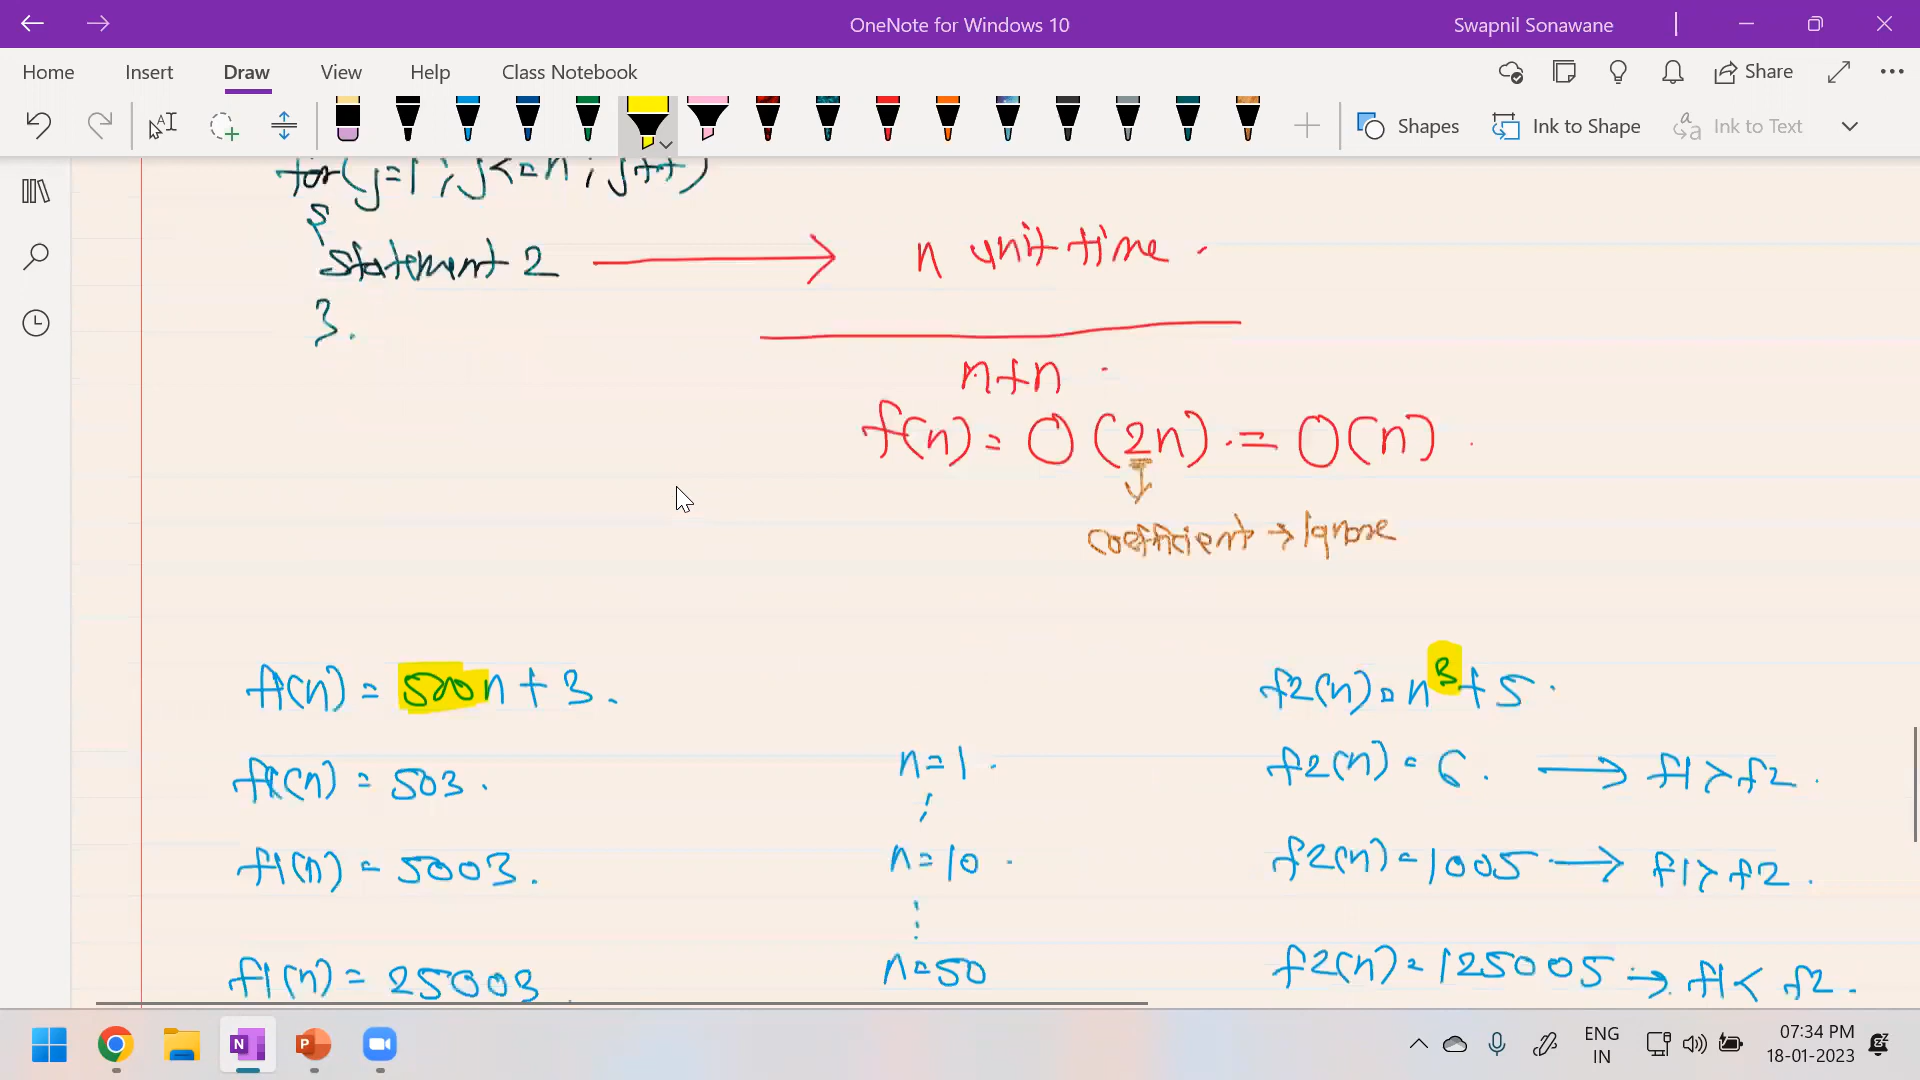 OneNote for Windows 10
Swapnil Sonawane
Home Insert Draw View Help Class Notebook
Share
Shapes Ink to Shape Ink to Text
for(j=1;j<=n;j++)
{
statement 2 → n unit time.
}.
n+n.
f(n) = O(2n) = O(n).
coefficient → Ignore
f1(n) = 500n + 3.
f2(n) = n³ + 5.
f1(n) = 503. n=1. f2(n) = 6. → f1 > f2.
f1(n) = 5003. n=10. f2(n) = 1005. → f1 > f2.
f1(n) = 25003. n=50 f2(n) = 125005 → f1 < f2.
ENG
IN
07:34 PM
18-01-2023